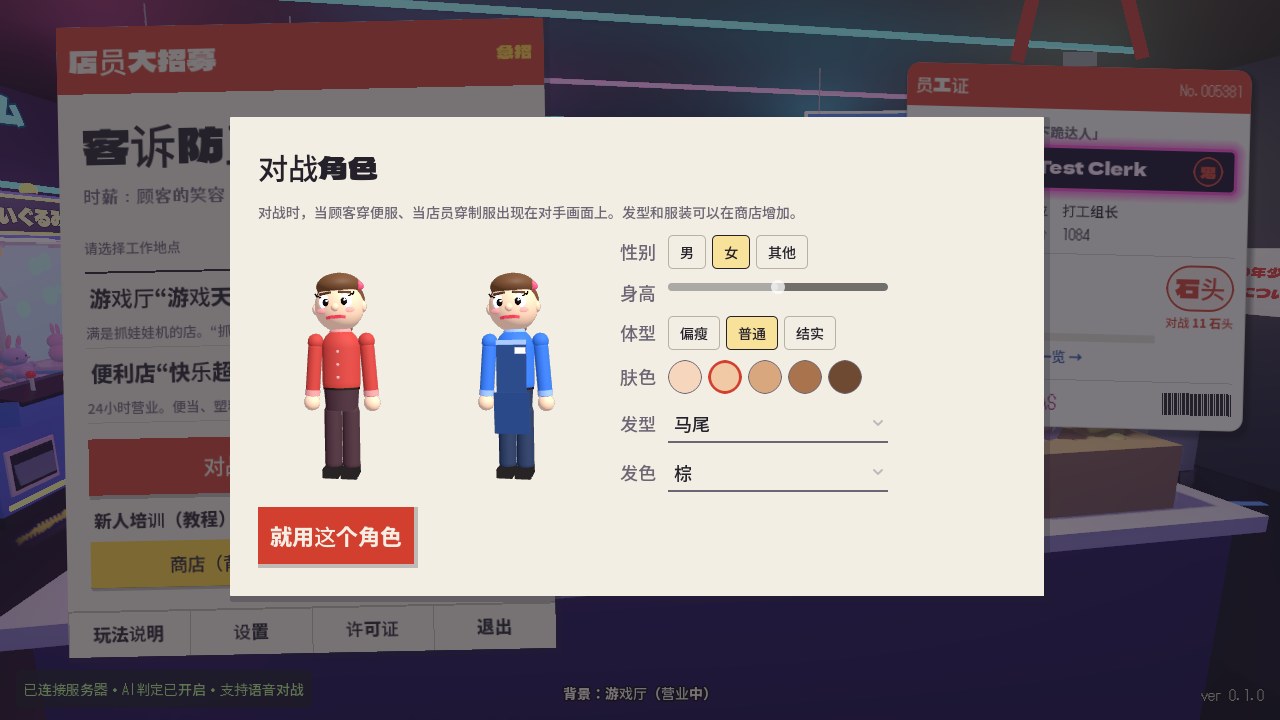 店员大招募
急招
客诉防
时薪：顾客的笑容
请选择工作地点
游戏厅“游戏天
满是抓娃娃机的店。“抓
便利店“快乐超
24小时营业。便当、塑
对战
新人培训（教程）
商店（
玩法说明
设置
许可证
退出
员工证
No. 005381
下跪达人」
Test Clerk
打工组长
1084
石头
对战 11 石头
一览 →
对战角色
对战时，当顾客穿便服、当店员穿制服出现在对手画面上。发型和服装可以在商店增加。
性别
男
女
其他
身高
体型
偏瘦
普通
结实
肤色
发型
马尾
发色
棕
就用这个角色
いぐるみ
已连接服务器・AI判定已开启・支持语音对战
背景：游戏厅（营业中）
ver 0.1.0